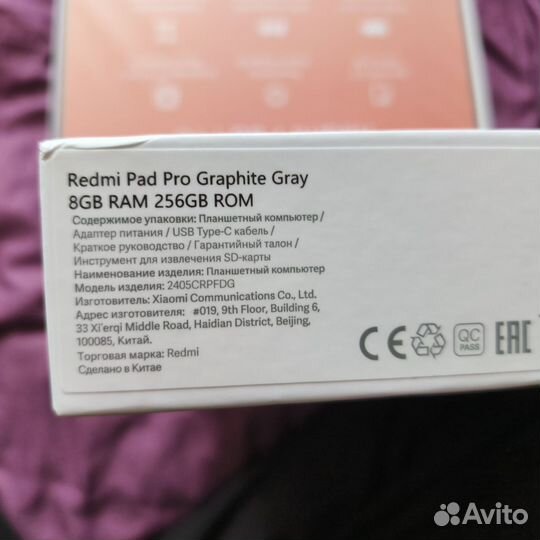 Redmi Pad Pro Graphite Gray
8GB RAM 256GB ROM
Содержимое упаковки: Планшетный компьютер /
Адаптер питания / USB Type-C кабель /
Краткое руководство / Гарантийный талон /
Инструмент для извлечения SD-карты
Наименование изделия: Планшетный компьютер
Модель изделия: 2405CRPFDG
Изготовитель: Xiaomi Communications Co., Ltd.
Адрес изготовителя: #019, 9th Floor, Building 6,
33 Xi'erqi Middle Road, Haidian District, Beijing,
100085, Китай.
Торговая марка: Redmi
Сделано в Китае
CE QC PASS EAC
Avito